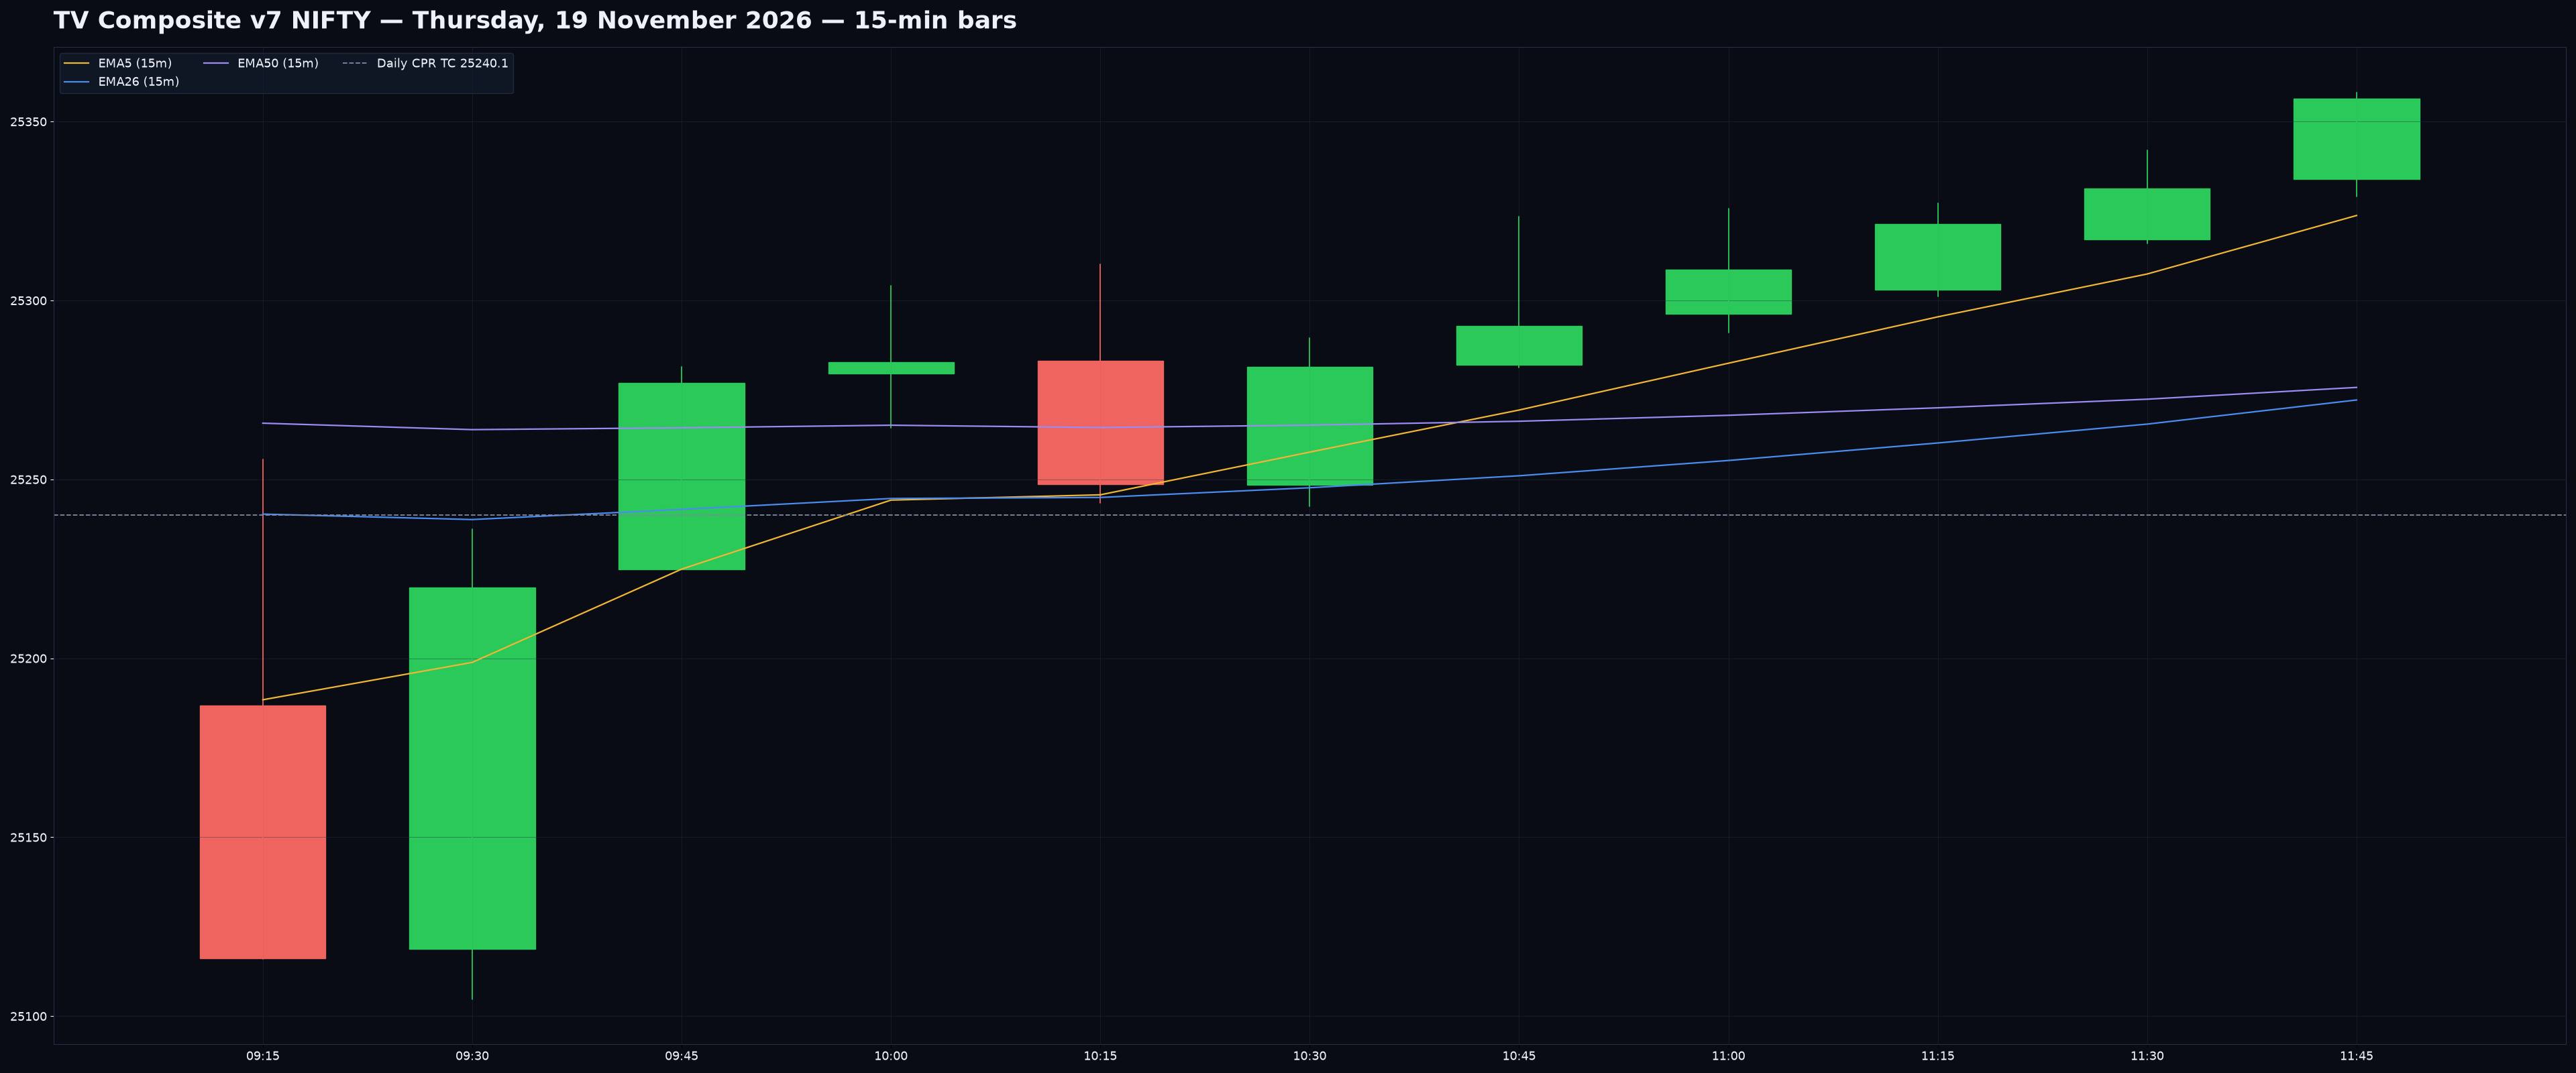 TV Composite v7 NIFTY — Thursday, 19 November 2026 — 15-min bars
EMA5 (15m) EMA50 (15m) Daily CPR TC 25240.1
EMA26 (15m)
25350
25300
25250
25200
25150
25100
09:15 09:30 09:45 10:00 10:15 10:30 10:45 11:00 11:15 11:30 11:45